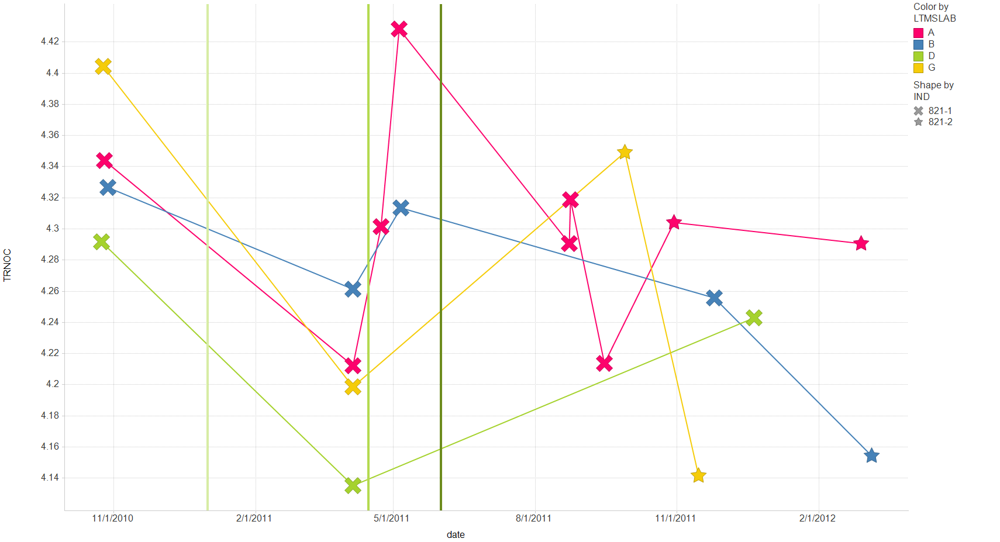 Color by
LTMSLAB
A
B
D
G
Shape by
IND
821-1
821-2
TRNOC
4.42
4.4
4.38
4.36
4.34
4.32
4.3
4.28
4.26
4.24
4.22
4.2
4.18
4.16
4.14
11/1/2010 2/1/2011 5/1/2011 8/1/2011 11/1/2011 2/1/2012
date